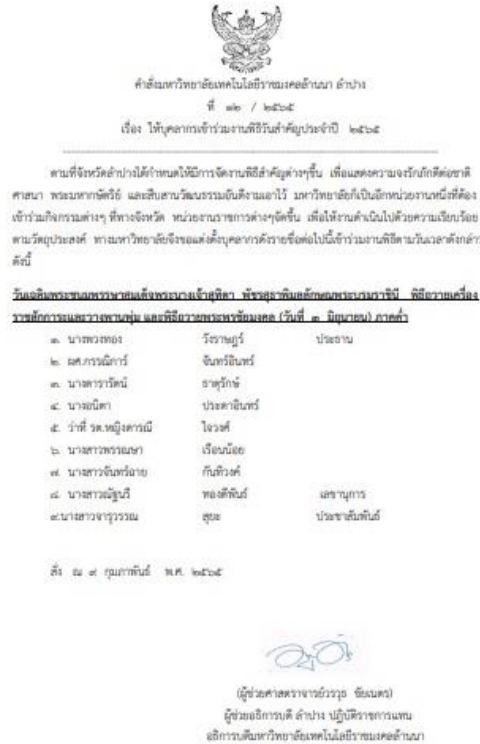 คำสั่งมหาวิทยาลัยเทคโนโลยีราชมงคลล้านนา ลำปาง
ที่ ๑๒ / ๒๕๖๕
เรื่อง ให้บุคลากรเข้าร่วมงานพิธีวันสำคัญประจำปี ๒๕๖๕
ตามที่จังหวัดลำปางได้กำหนดให้มีการจัดงานพิธีสำคัญต่างๆขึ้น เพื่อแสดงความจงรักภักดีต่อชาติ
ศาสนา พระมหากษัตริย์ และสืบสานวัฒนธรรมอันดีงามเอาไว้ มหาวิทยาลัยก็เป็นอีกหน่วยงานหนึ่งที่ต้อง
เข้าร่วมกิจกรรมต่างๆ ที่ทางจังหวัด หน่วยงานราชการต่างๆจัดขึ้น เพื่อให้งานดำเนินไปด้วยความเรียบร้อย
ตามวัตถุประสงค์ ทางมหาวิทยาลัยจึงขอแต่งตั้งบุคลากรดังรายชื่อต่อไปนี้เข้าร่วมงานพิธีตามวันเวลาดังกล่าว
ดังนี้
วันเฉลิมพระชนมพรรษาสมเด็จพระนางเจ้าสุทิดา พัชรสุธาพิมลลักษณพระบรมราชินี พิธีถวายเครื่อง
ราชสักการะและวางพานพุ่ม และพิธีถวายพระพรชัยมงคล (วันที่ ๓ มิถุนายน) ภาคค่ำ
๑. นางพวงทอง วังราษฎร์ ประธาน
๒. ผศ.กรรณิการ์ จันทร์อินทร์
๓. นางดารารัตน์ ธาตุรักษ์
๔. นางอนิตา ประดาอินทร์
๕. ว่าที่ รต.หญิงดารณี ใจวงศ์
๖. นางสาวพรรณษา เรือนน้อย
๗. นางสาวจันทร์ฉาย กันทิวงศ์
๘. นางสาวณัฐนรี ทองดีพันธ์ เลขานุการ
๙.นางสาวจารุวรรณ สุยะ ประชาสัมพันธ์
สั่ง ณ ๙ กุมภาพันธ์ พ.ศ. ๒๕๖๕
(ผู้ช่วยศาสตราจารย์วรวุธ ชัยเนตร)
ผู้ช่วยอธิการบดี ลำปาง ปฏิบัติราชการแทน
อธิการบดีมหาวิทยาลัยเทคโนโลยีราชมงคลล้านนา